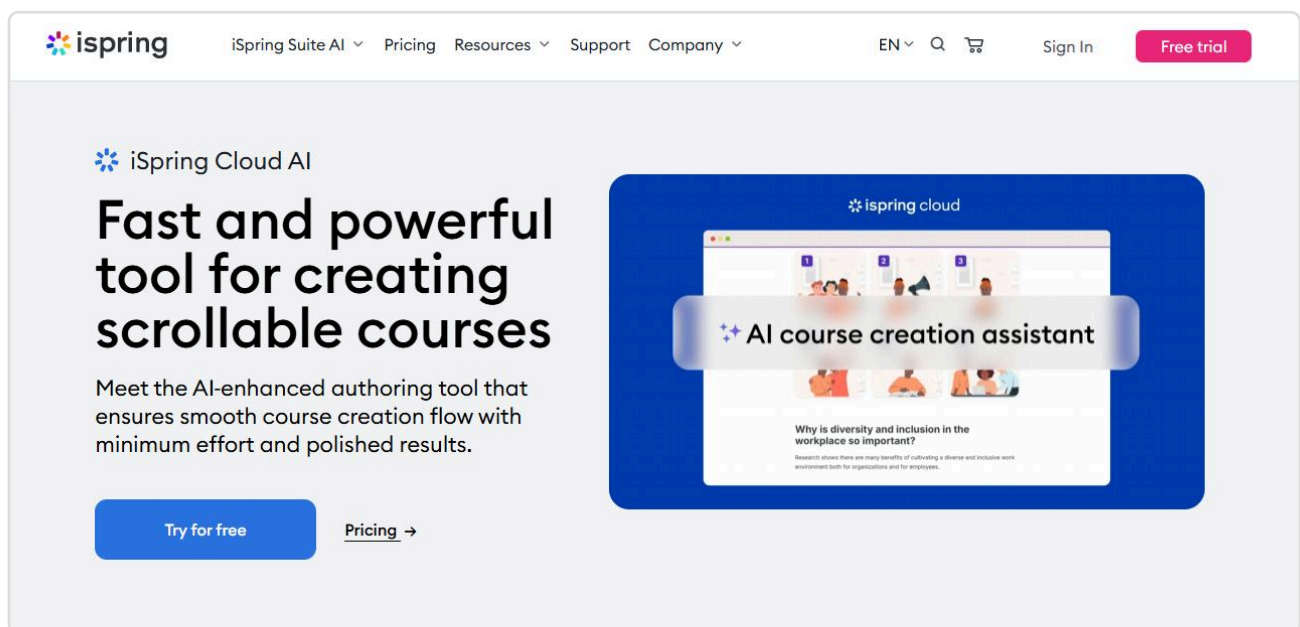 ispring
iSpring Suite AI Pricing Resources Support Company EN Sign In Free trial
iSpring Cloud AI
Fast and powerful
tool for creating
scrollable courses
Meet the AI-enhanced authoring tool that
ensures smooth course creation flow with
minimum effort and polished results.
Try for free Pricing →
ispring cloud
1 2 3
AI course creation assistant
Why is diversity and inclusion in the
workplace so important?
Research shows there are many benefits of cultivating a diverse and inclusive work
environment both for organizations and for employees.